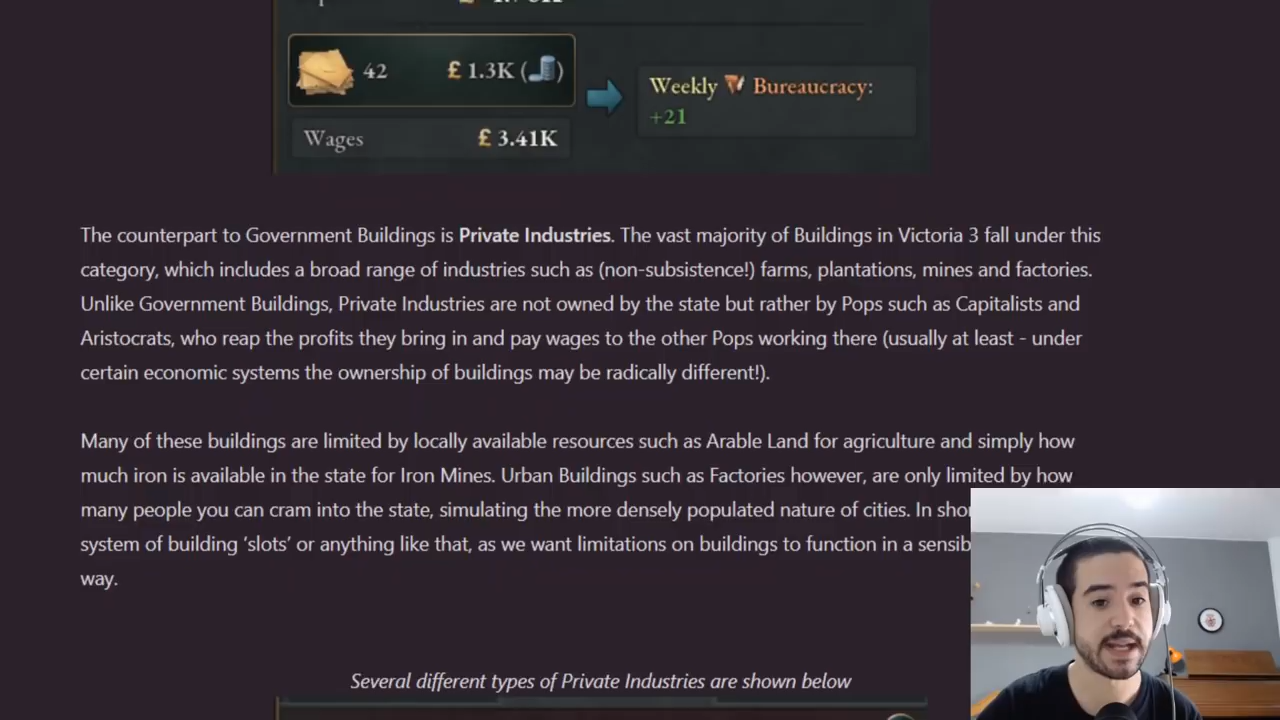 42 £ 1.3K ( )
Weekly Bureaucracy:
+21
Wages £ 3.41K
The counterpart to Government Buildings is Private Industries. The vast majority of Buildings in Victoria 3 fall under this
category, which includes a broad range of industries such as (non-subsistence!) farms, plantations, mines and factories.
Unlike Government Buildings, Private Industries are not owned by the state but rather by Pops such as Capitalists and
Aristocrats, who reap the profits they bring in and pay wages to the other Pops working there (usually at least - under
certain economic systems the ownership of buildings may be radically different!).
Many of these buildings are limited by locally available resources such as Arable Land for agriculture and simply how
much iron is available in the state for Iron Mines. Urban Buildings such as Factories however, are only limited by how
many people you can cram into the state, simulating the more densely populated nature of cities. In
system of building ‘slots’ or anything like that, as we want limitations on buildings to function in a
way.
Several different types of Private Industries are shown below